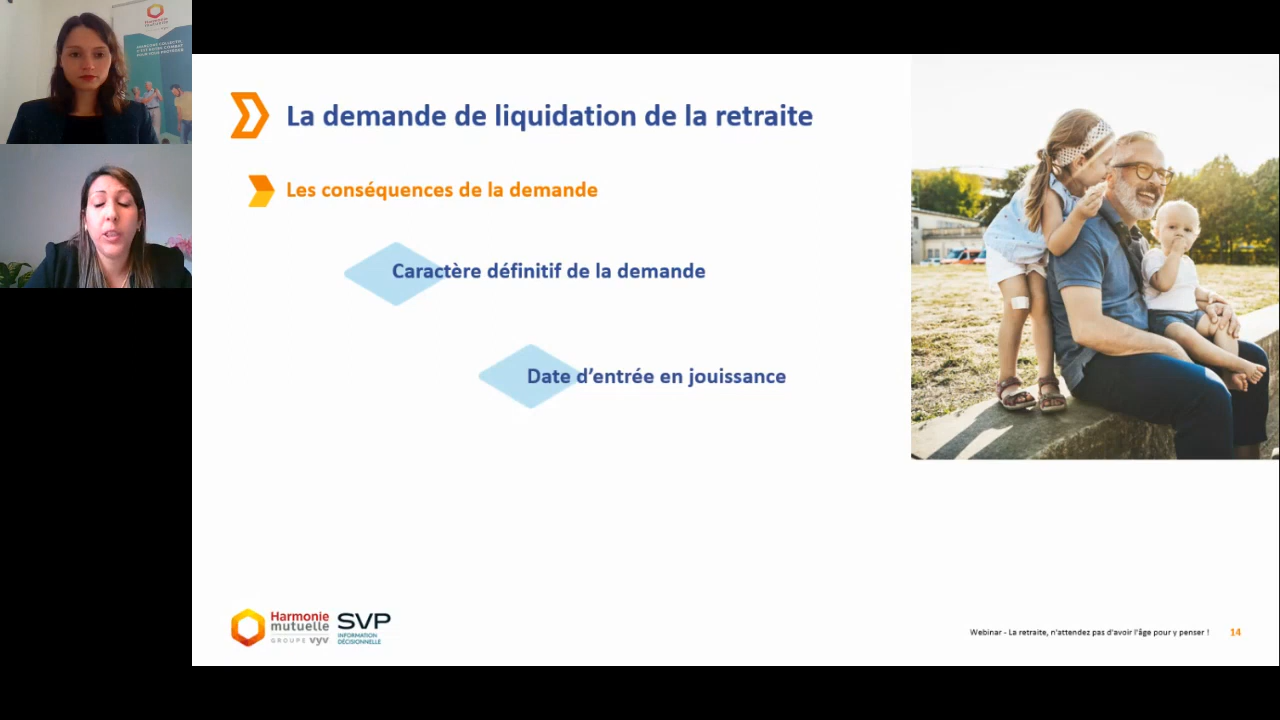 Harmonie
mutuelle
La demande de liquidation de la retraite
Les conséquences de la demande
Caractère définitif de la demande
Date d'entrée en jouissance
Harmonie
mutuelle
GROUPE vyv
SVP
INFORMATION
DÉCISIONNELLE
Webinar - La retraite, n'attendez pas d'avoir l'âge pour y penser !
14